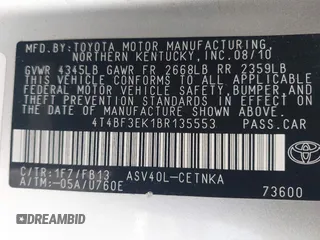 MFD.BY:TOYOTA MOTOR MANUFACTURING
NORTHERN KENTUCKY, INC. 08/10
GVWR 4345LB GAWR FR 2668LB RR 2359LB
THIS VEHICLE CONFORMS TO ALL APPLICABLE
FEDERAL MOTOR VEHICLE SAFETY, BUMPER, AND
THEFT PREVENTION STANDARDS IN EFFECT ON THE
DATE OF MANUFACTURE SHOWN ABOVE.
4T4BF3EK1BR135553 PASS.CAR
C/TR:1F7/FB13 ASV40L-CETNKA
A/TM:-05A/U760E
TOYOTA
73600
DREAMBID.COM